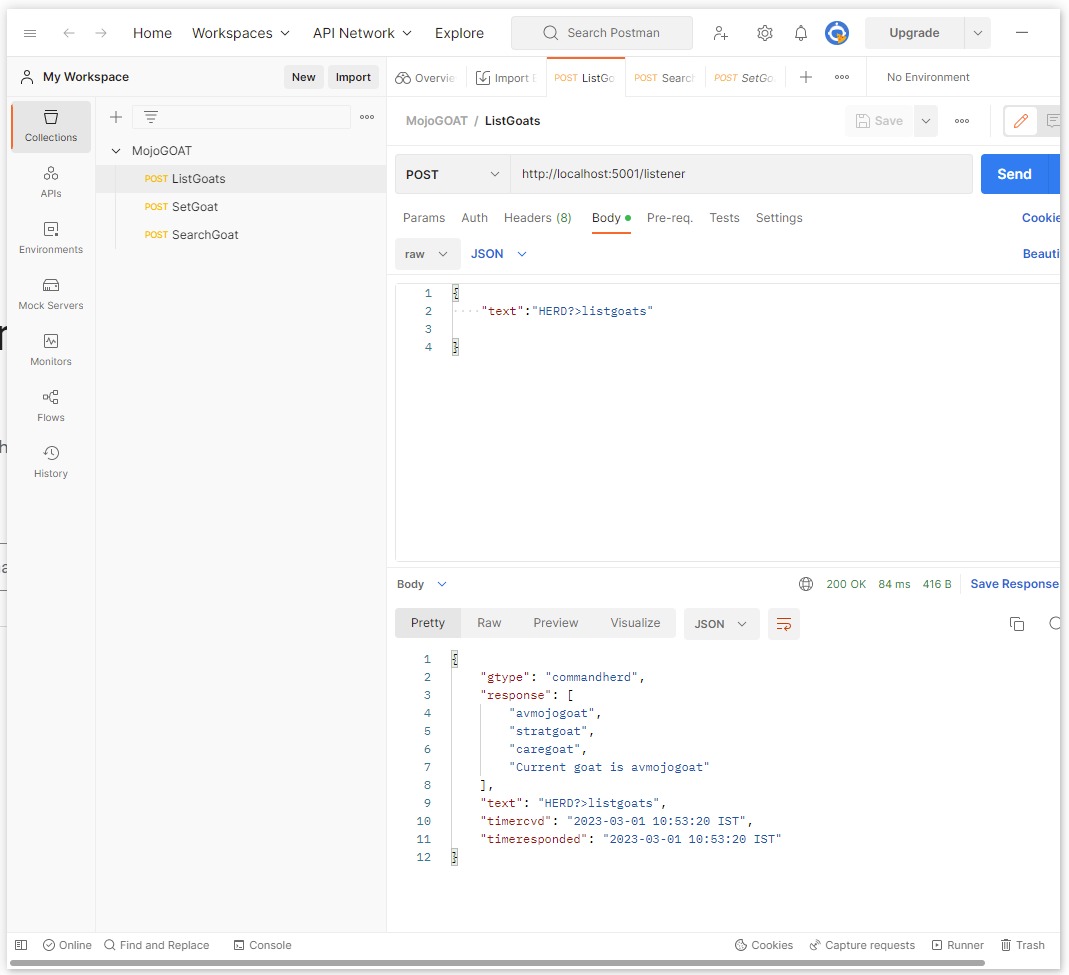 Home Workspaces API Network Explore Search Postman Upgrade
My Workspace New Import Overvie Import POST ListGo POST Search POST SetGo No Environment
Collections
APIs
Environments
Mock Servers
Monitors
Flows
History
MojoGOAT
POST ListGoats
POST SetGoat
POST SearchGoat
MojoGOAT / ListGoats Save
POST http://localhost:5001/listener Send
Params Auth Headers (8) Body Pre-req. Tests Settings Cookie
raw JSON Beauti
1 {
2 "text":"HERD?>listgoats"
3
4 }
Body 200 OK 84 ms 416 B Save Response
Pretty Raw Preview Visualize JSON
1 {
2 "gtype": "commandherd",
3 "response": [
4 "avmojogoat",
5 "stratgoat",
6 "caregoat",
7 "Current goat is avmojogoat"
8 ],
9 "text": "HERD?>listgoats",
10 "timercvd": "2023-03-01 10:53:20 IST",
11 "timeresponded": "2023-03-01 10:53:20 IST"
12 }
Online Find and Replace Console Cookies Capture requests Runner Trash